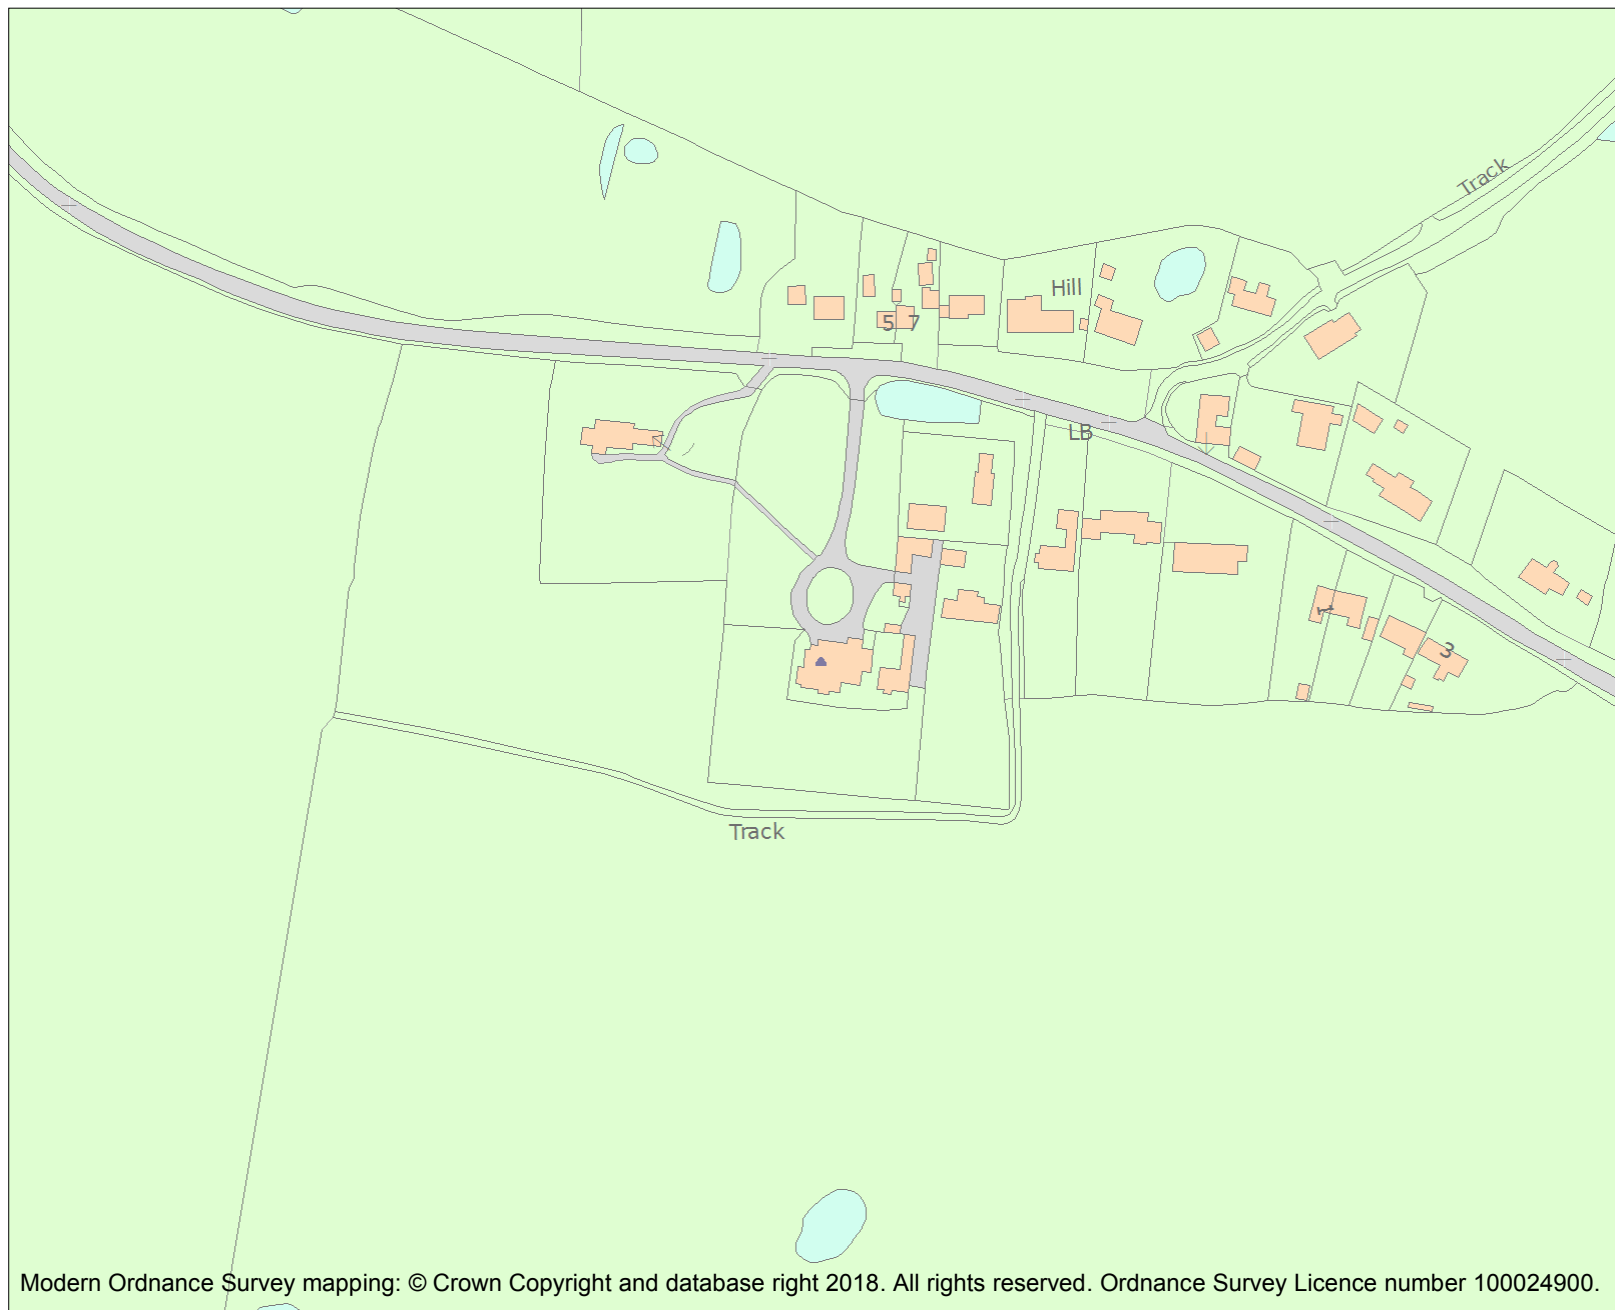 Track
Hill
5 7
LB
1
3
Track
Modern Ordnance Survey mapping: © Crown Copyright and database right 2018. All rights reserved. Ordnance Survey Licence number 100024900.